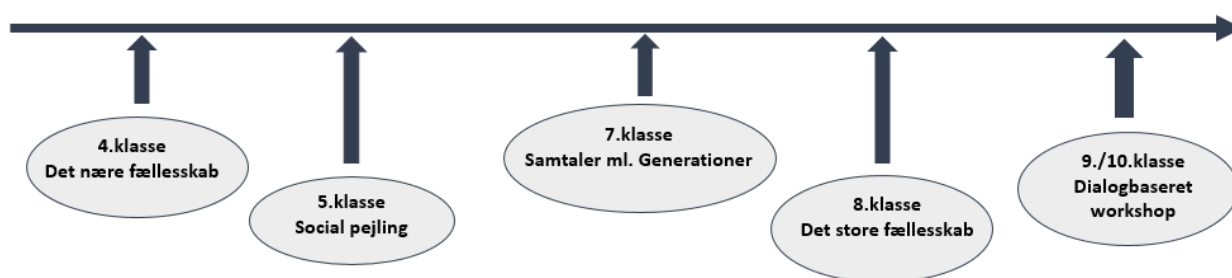 4.klasse
Det nære fællesskab
5.klasse
Social pejling
7.klasse
Samtaler ml. Generationer
8.klasse
Det store fællesskab
9./10.klasse
Dialogbaseret
workshop